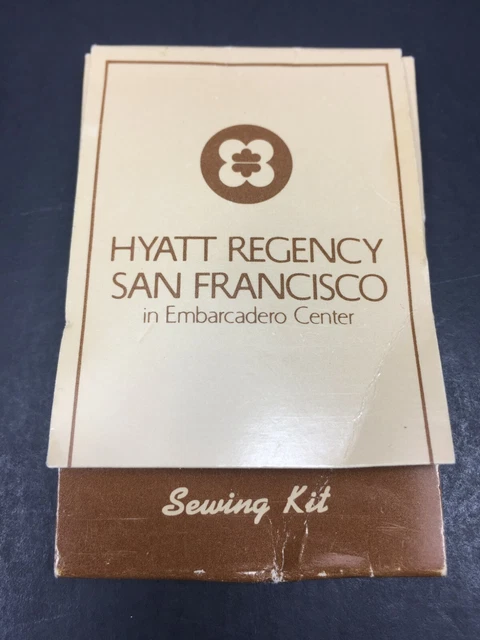 HYATT REGENCY
SAN FRANCISCO
in Embarcadero Center
Sewing Kit